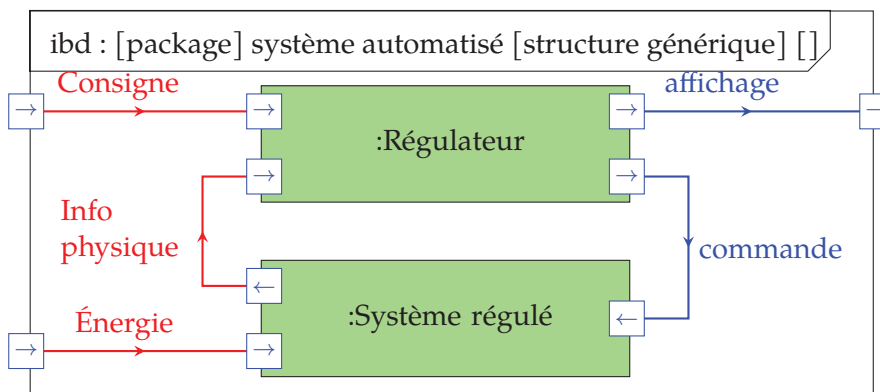 ibd : [package] système automatisé [structure générique] []
Consigne
affichage
:Régulateur
Info
physique
commande
:Système régulé
Énergie